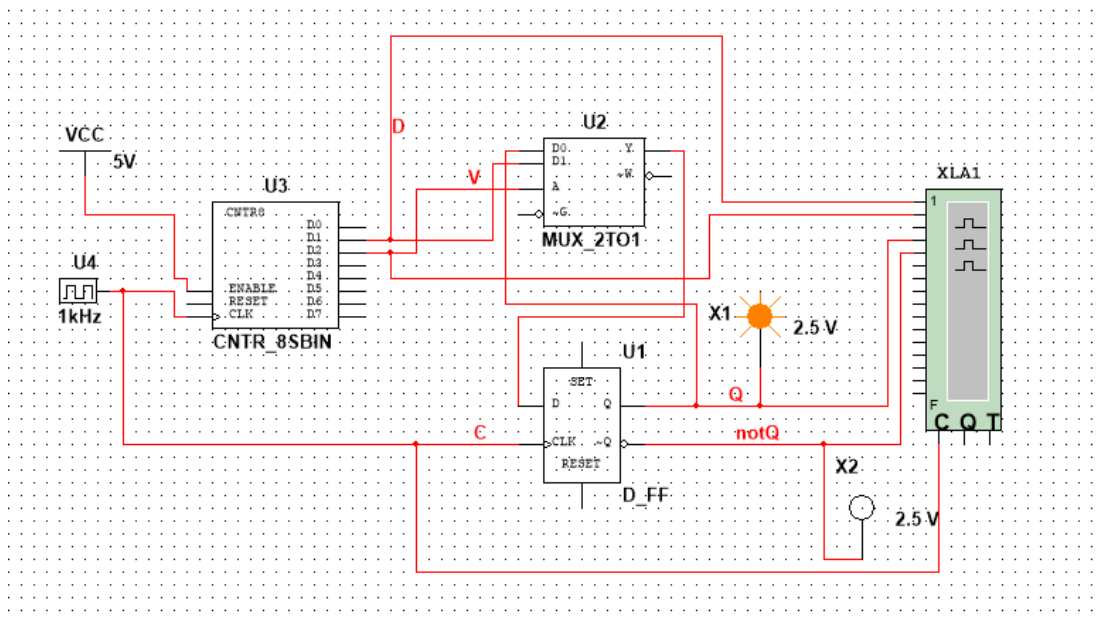 VCC
5V
U4
1kHz
U3
CNTR8
D0
D1
D2
D3
D4
ENABLE D5
RESET D6
CLK D7
CNTR_8SBIN
D
V
U2
D0 Y
D1
~W
A
~G
MUX_2TO1
XLA1
1
F
C Q T
X1
2.5 V
U1
SET
D Q
CLK ~Q
RESET
D_FF
C
Q
notQ
X2
2.5 V